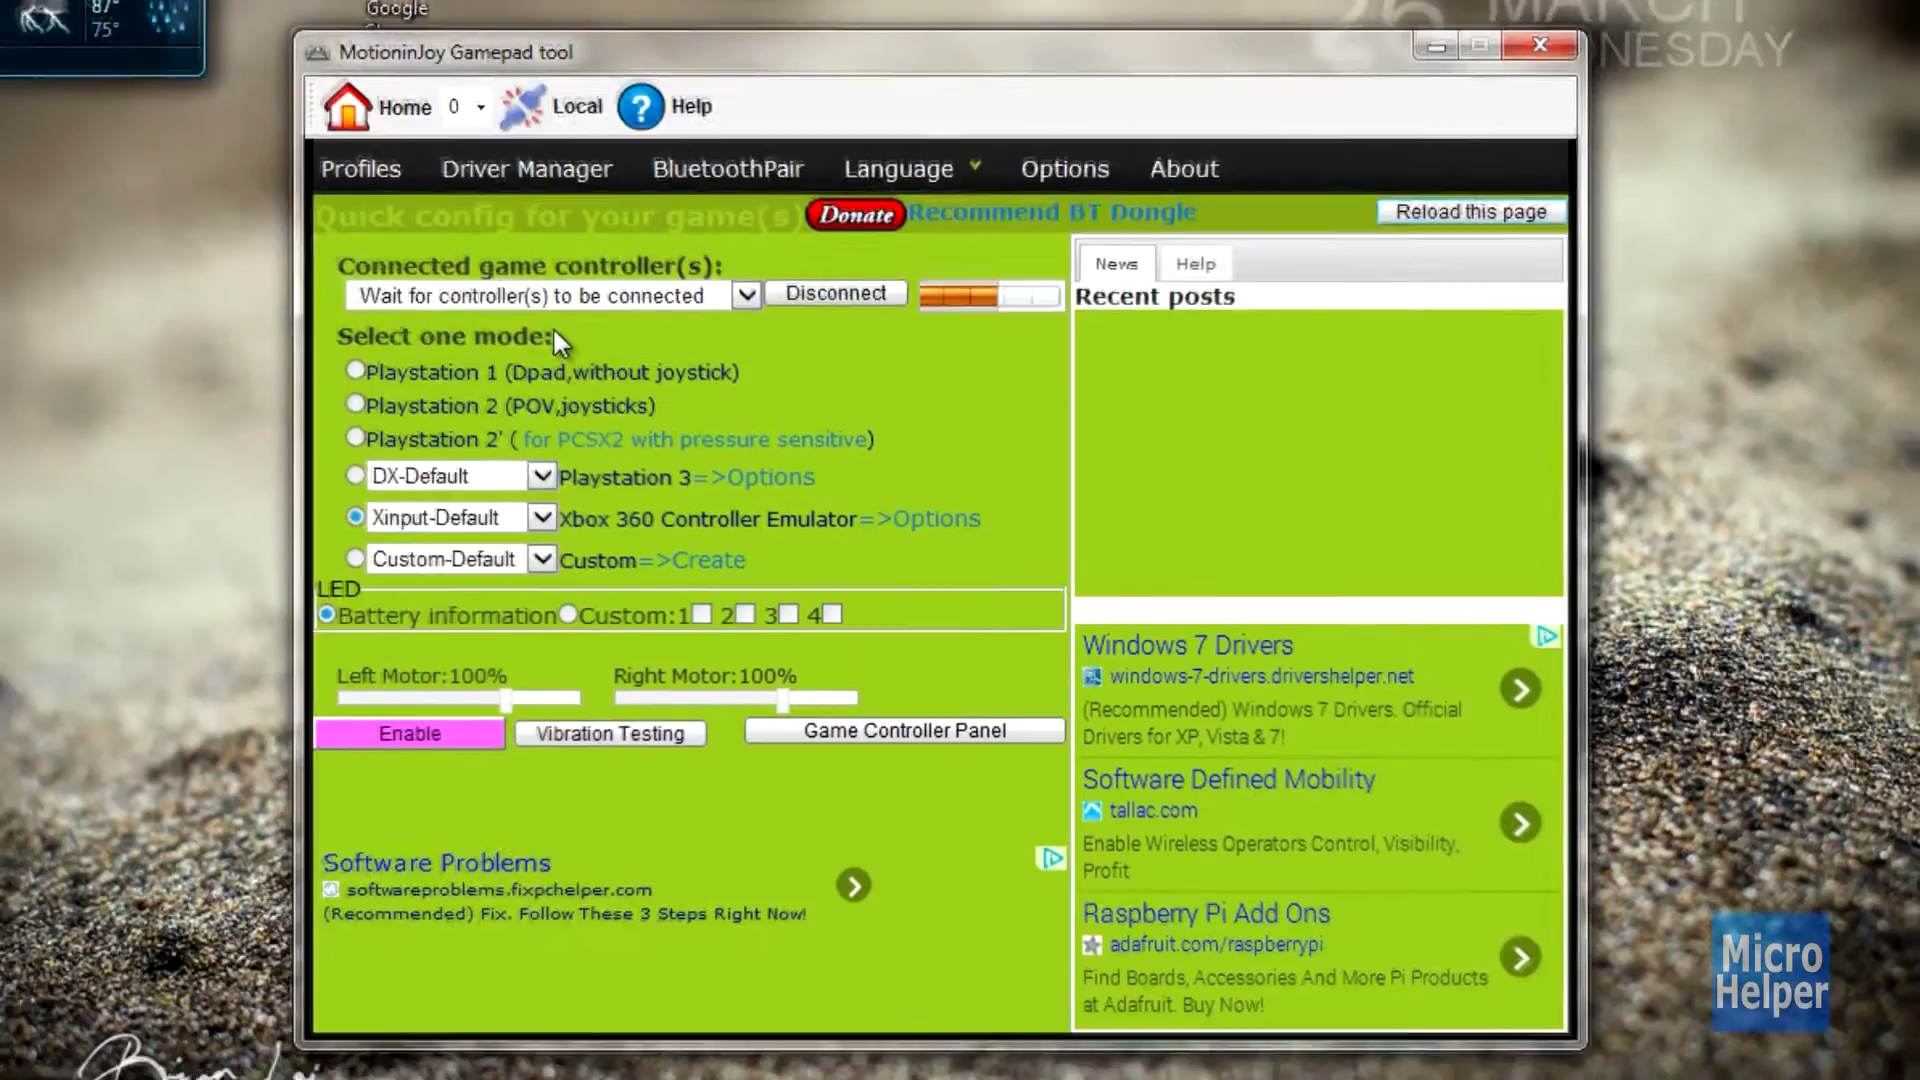 87°
75°
Google
26 MARCH
WEDNESDAY
MotioninJoy Gamepad tool
Home 0 Local Help
Profiles Driver Manager BluetoothPair Language Options About
Quick config for your game(s) Donate Recommend BT Dongle Reload this page
Connected game controller(s):
Wait for controller(s) to be connected Disconnect
Select one mode:
Playstation 1 (Dpad,without joystick)
Playstation 2 (POV,joysticks)
Playstation 2' ( for PCSX2 with pressure sensitive)
DX-Default Playstation 3=>Options
Xinput-Default Xbox 360 Controller Emulator=>Options
Custom-Default Custom=>Create
LED
Battery information Custom:1 2 3 4
Left Motor:100% Right Motor:100%
Enable Vibration Testing Game Controller Panel
Software Problems
softwareproblems.fixpchelper.com
(Recommended) Fix. Follow These 3 Steps Right Now!
News Help
Recent posts
Windows 7 Drivers
windows-7-drivers.drivershelper.net
(Recommended) Windows 7 Drivers. Official
Drivers for XP, Vista & 7!
Software Defined Mobility
tallac.com
Enable Wireless Operators Control, Visibility,
Profit
Raspberry Pi Add Ons
adafruit.com/raspberrypi
Find Boards, Accessories And More Pi Products
at Adafruit. Buy Now!
Micro
Helper